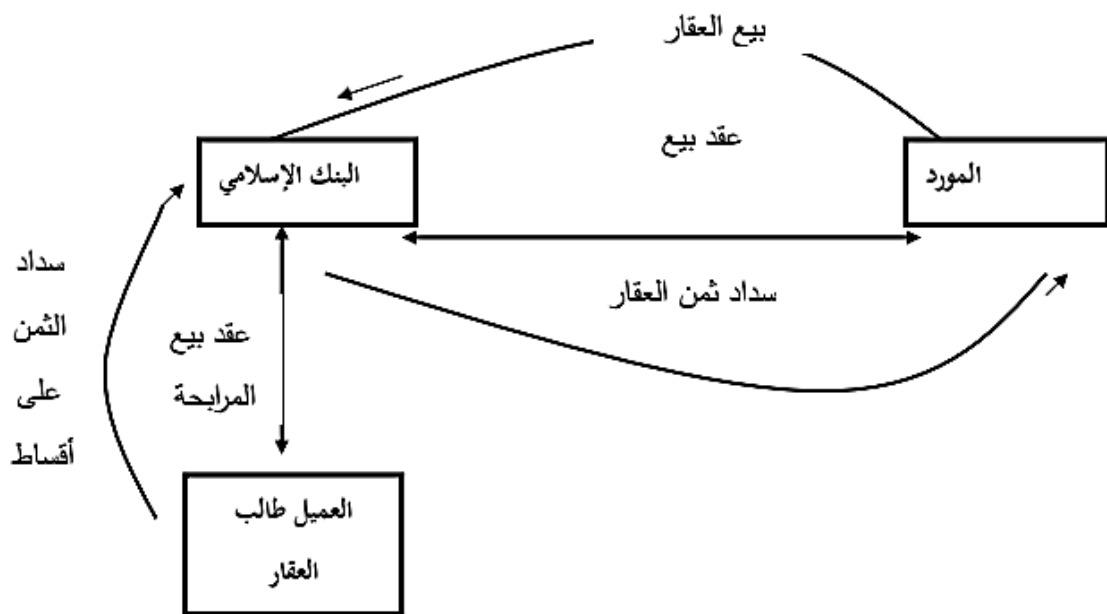 بيع العقار
عقد بيع
المورد
البنك الإسلامي
سداد ثمن العقار
سداد
الثمن
على
أقساط
عقد بيع
المرابحة
العميل طالب
العقار